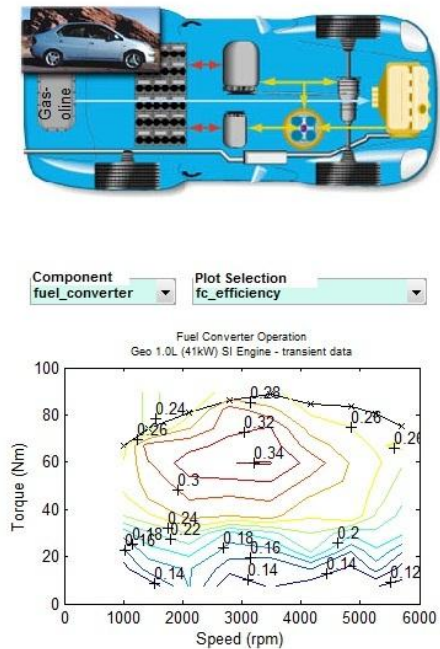 Gas-
oline
Component
fuel_converter
Plot Selection
fc_efficiency
Fuel Converter Operation
Geo 1.0L (41kW) SI Engine - transient data
100
80
60
40
20
0
Torque (Nm)
0.24
0.28
0.26
0.32
0.26
0.26
0.34
0.3
0.24
0.22
0.18
0.16
0.18
0.16
0.2
0.14
0.14
0.14
0.12
0 1000 2000 3000 4000 5000 6000
Speed (rpm)